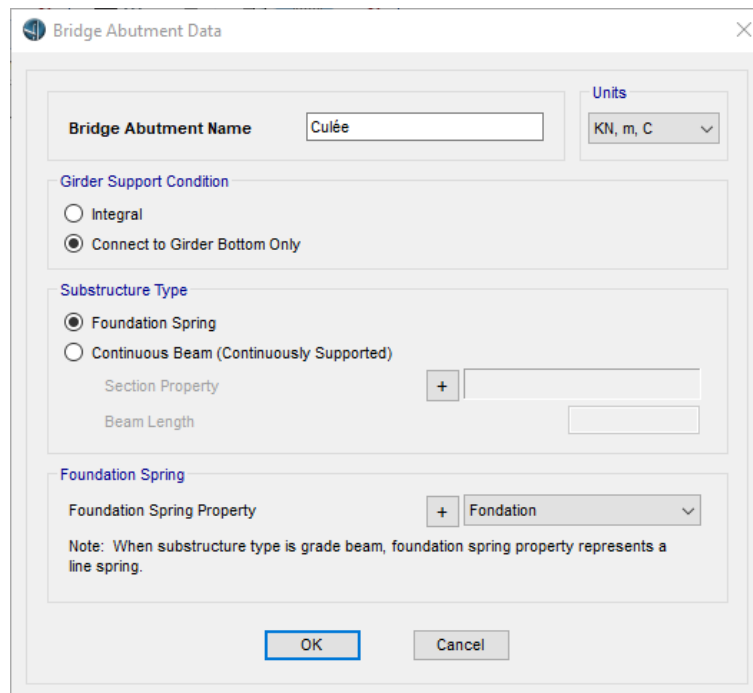 Bridge Abutment Data
Units
Bridge Abutment Name
Culée
KN, m, C
Girder Support Condition
Integral
Connect to Girder Bottom Only
Substructure Type
Foundation Spring
Continuous Beam (Continuously Supported)
Section Property
+
Beam Length
Foundation Spring
Foundation Spring Property
+
Fondation
Note: When substructure type is grade beam, foundation spring property represents a
line spring.
OK
Cancel